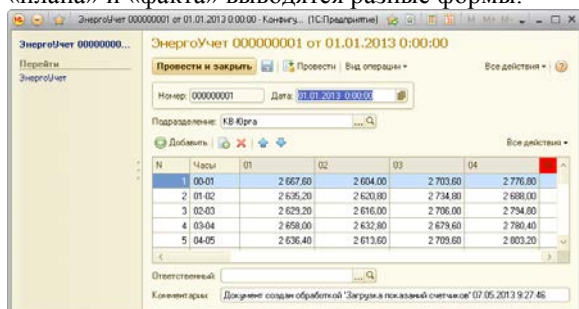 «плана» и «факта» выводятся разные формы.
ЭнергоУчет 000000001 от 01.01.2013 0:00:00 - Конфигу... (1С:Предприятие) M M+ M-
ЭнергоУчет 00000000...
Перейти
ЭнергоУчет
ЭнергоУчет 000000001 от 01.01.2013 0:00:00
Провести и закрыть Провести Вид операции Все действия
Номер: 000000001 Дата: 01.01.2013 0:00:00
Подразделение: КВ-Юрга ...
Добавить Все действия
N Часы 01 02 03 04
1 00-01 2 667,60 2 604,00 2 703,60 2 776,80
2 01-02 2 635,20 2 620,80 2 734,80 2 688,00
3 02-03 2 629,20 2 616,00 2 706,00 2 794,80
4 03-04 2 658,00 2 632,80 2 679,60 2 780,40
5 04-05 2 636,40 2 613,60 2 709,60 2 803,20
Ответственный: ...
Комментарий: Документ создан обработкой 'Загрузка показаний счетчиков' 07.05.2013 9:27:46